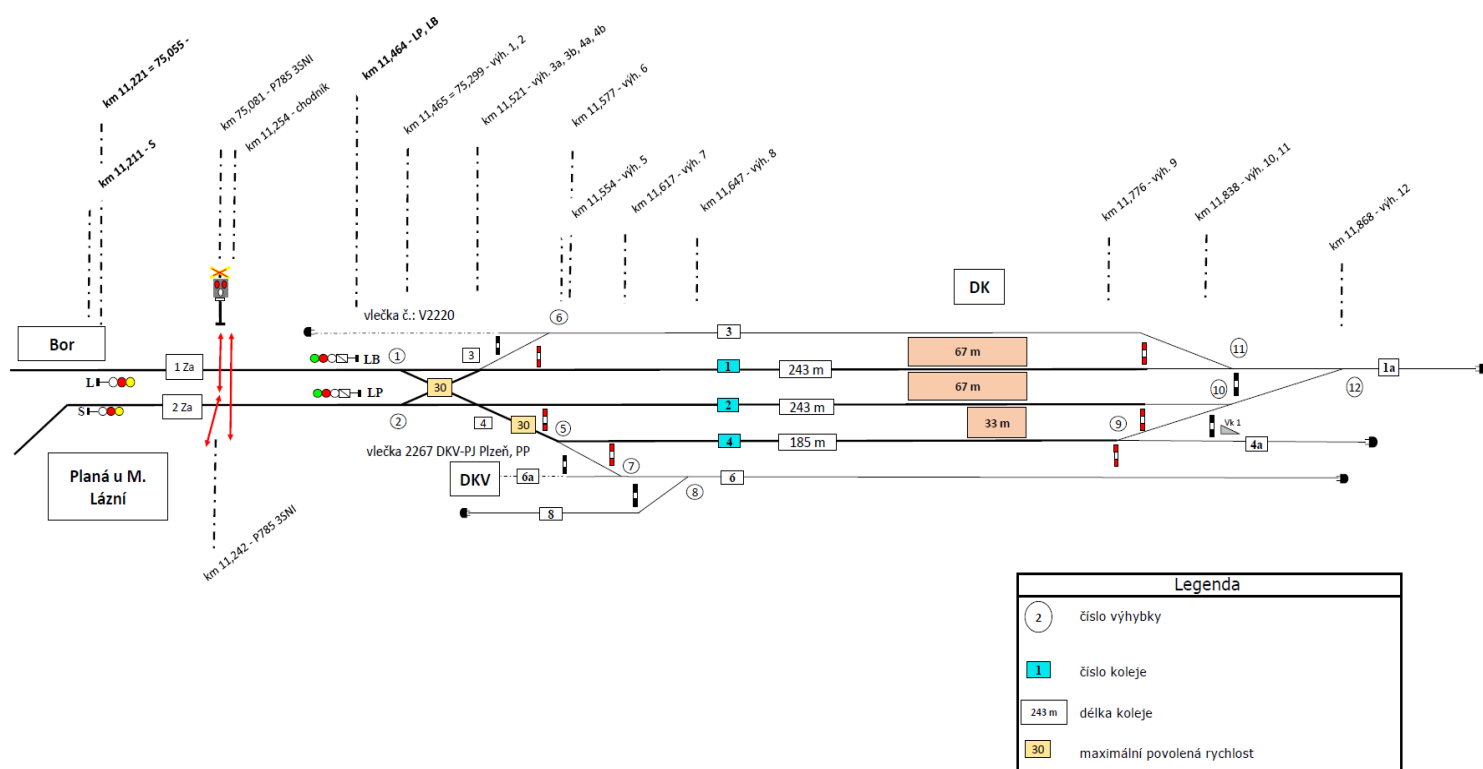 km 11,221 = 75,055 -
km 11,211 - S
km 75,081 - P785 3SNI
km 11,254 - chodník
km 11,464 - LP, LB
km 11,465 = 75,299 - výh. 1, 2
km 11,521 - výh. 3a, 3b, 4a, 4b
km 11,577 - výh. 6
km 11,554 - výh. 5
km 11,617 - výh. 7
km 11,647 - výh. 8
km 11,776 - výh. 9
km 11,838 - výh. 10, 11
km 11,868 - výh. 12
DK
vlečka č.: V2220
6
3
Bor
LB
1
3
67 m
11
1 Za
1
243 m
1a
L
30
67 m
10
12
LP
S
2 Za
2
243 m
2
4
30
5
33 m
9
Vk 1
4
185 m
4a
vlečka 2267 DKV-PJ Plzeň, PP
7
Planá u M.
Lázní
DKV
6a
6
8
8
km 11,242 - P785 3SNI
Legenda
2 číslo výhybky
1 číslo koleje
243 m délka koleje
30 maximální povolená rychlost